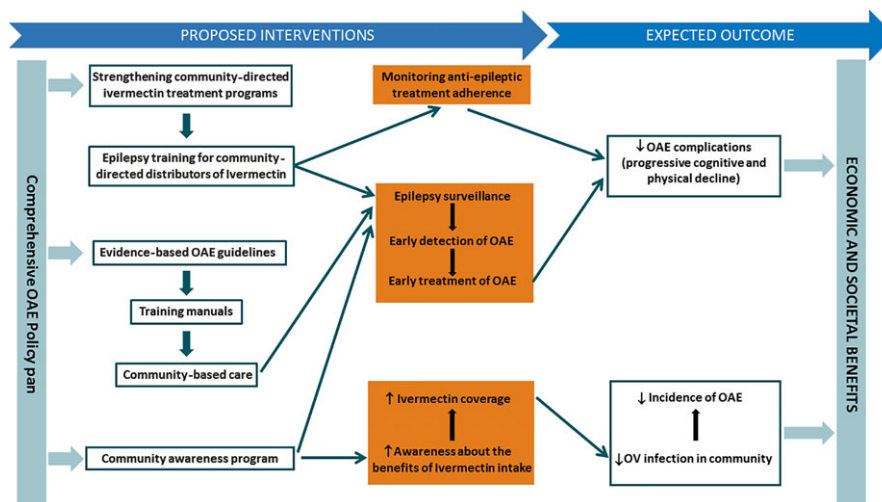 PROPOSED INTERVENTIONS
EXPECTED OUTCOME
Comprehensive OAE Policy pan
Strengthening community-directed
ivermectin treatment programs
Epilepsy training for community-
directed distributors of Ivermectin
Evidence-based OAE guidelines
Training manuals
Community-based care
Community awareness program
Monitoring anti-epileptic
treatment adherence
Epilepsy surveillance
Early detection of OAE
Early treatment of OAE
↑ Ivermectin coverage
↑Awareness about the
benefits of Ivermectin intake
↓OAE complications
(progressive cognitive and
physical decline)
↓ Incidence of OAE
↓OV infection in community
ECONOMIC AND SOCIETAL BENEFITS